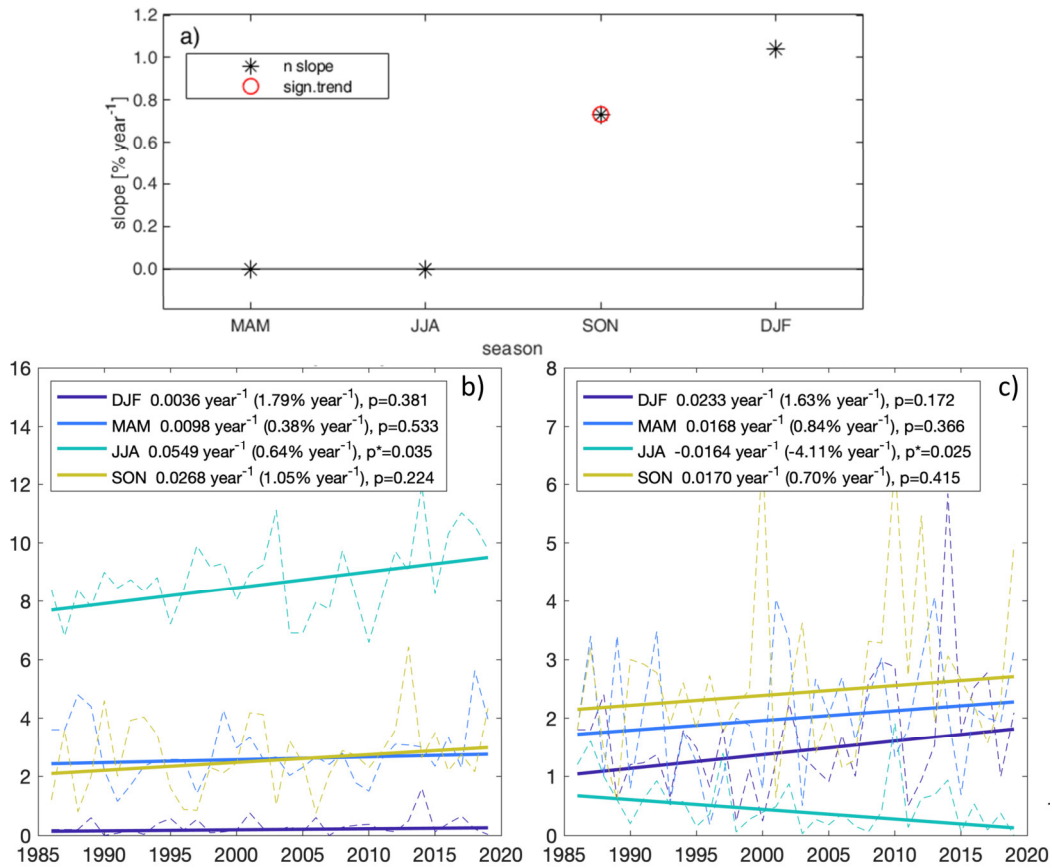 1.2
a)
n slope
sign.trend
1.0
0.8
0.6
0.4
0.2
0.0
slope [% year⁻¹]
MAM JJA SON DJF
season
16
14
12
10
8
6
4
2
0
b)
DJF 0.0036 year⁻¹ (1.79% year⁻¹), p=0.381
MAM 0.0098 year⁻¹ (0.38% year⁻¹), p=0.533
JJA 0.0549 year⁻¹ (0.64% year⁻¹), p*=0.035
SON 0.0268 year⁻¹ (1.05% year⁻¹), p=0.224
1985 1990 1995 2000 2005 2010 2015 2020
8
7
6
5
4
3
2
1
0
c)
DJF 0.0233 year⁻¹ (1.63% year⁻¹), p=0.172
MAM 0.0168 year⁻¹ (0.84% year⁻¹), p=0.366
JJA -0.0164 year⁻¹ (-4.11% year⁻¹), p*=0.025
SON 0.0170 year⁻¹ (0.70% year⁻¹), p=0.415
1985 1990 1995 2000 2005 2010 2015 2020